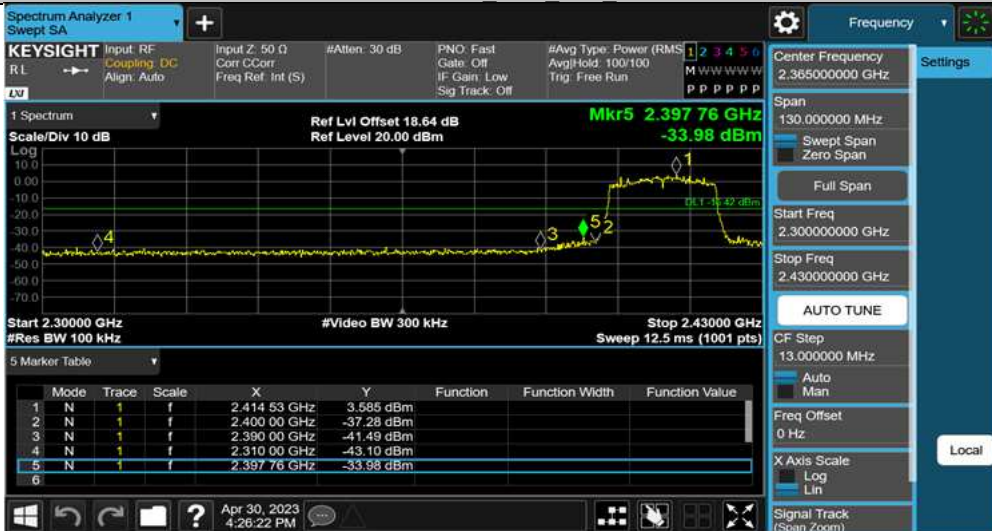 Spectrum Analyzer 1
Swept SA
+
Frequency
KEYSIGHT
RL
LXI
Input: RF
Coupling: DC
Align: Auto
Input Z: 50 Ω
Corr CCorr
Freq Ref: Int (S)
#Atten: 30 dB
PNO: Fast
Gate: Off
IF Gain: Low
Sig Track: Off
#Avg Type: Power (RMS
Avg|Hold: 100/100
Trig: Free Run
1 2 3 4 5 6
M W W W W W
P P P P P P
1 Spectrum
Scale/Div 10 dB
Ref Lvl Offset 18.64 dB
Ref Level 20.00 dBm
Mkr5 2.397 76 GHz
-33.98 dBm
Log
10.0
0.00
-10.0
-20.0
-30.0
-40.0
-50.0
-60.0
-70.0
1
DL1 -16.42 dBm
5
2
3
4
Start 2.30000 GHz
#Res BW 100 kHz
#Video BW 300 kHz
Stop 2.43000 GHz
Sweep 12.5 ms (1001 pts)
5 Marker Table
Mode Trace Scale X Y Function Function Width Function Value
1 N 1 f 2.414 53 GHz 3.585 dBm
2 N 1 f 2.400 00 GHz -37.28 dBm
3 N 1 f 2.390 00 GHz -41.49 dBm
4 N 1 f 2.310 00 GHz -43.10 dBm
5 N 1 f 2.397 76 GHz -33.98 dBm
6
?
Apr 30, 2023
4:26:22 PM
Center Frequency
2.365000000 GHz
Span
130.000000 MHz
Swept Span
Zero Span
Full Span
Start Freq
2.300000000 GHz
Stop Freq
2.430000000 GHz
AUTO TUNE
CF Step
13.000000 MHz
Auto
Man
Freq Offset
0 Hz
X Axis Scale
Log
Lin
Signal Track
(Span Zoom)
Settings
Local